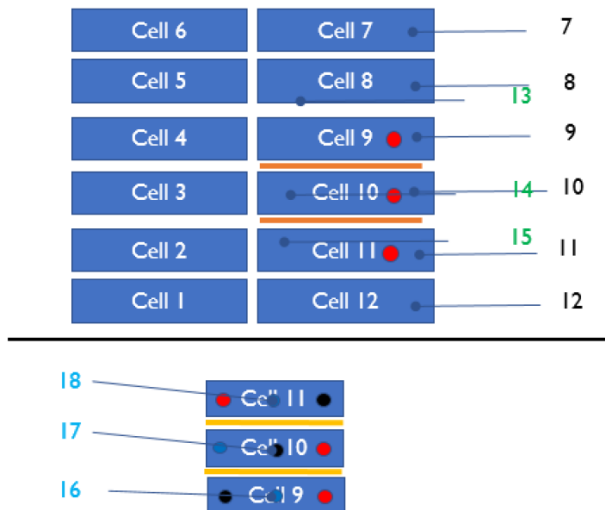 Cell 6 Cell 7 7
Cell 5 Cell 8 8
13
Cell 4 Cell 9 9
Cell 3 Cell 10 14 10
Cell 2 Cell 11 15 11
Cell 1 Cell 12 12
18 Cell 11
17 Cell 10
16 Cell 9